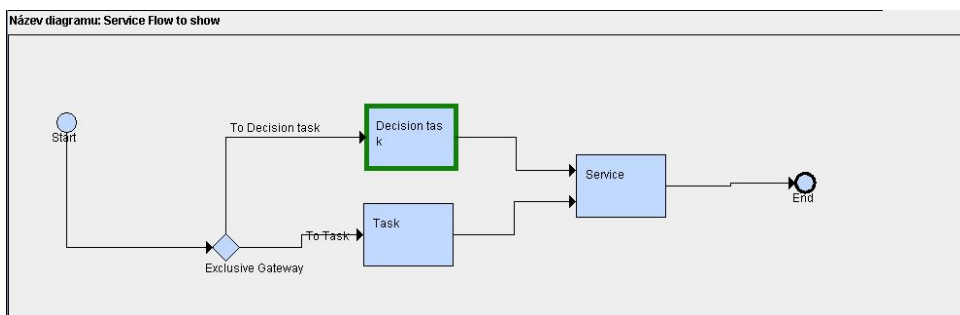 Název diagramu: Service Flow to show
Start
To Decision task
Decision tas
k
Service
End
To Task
Task
Exclusive Gateway